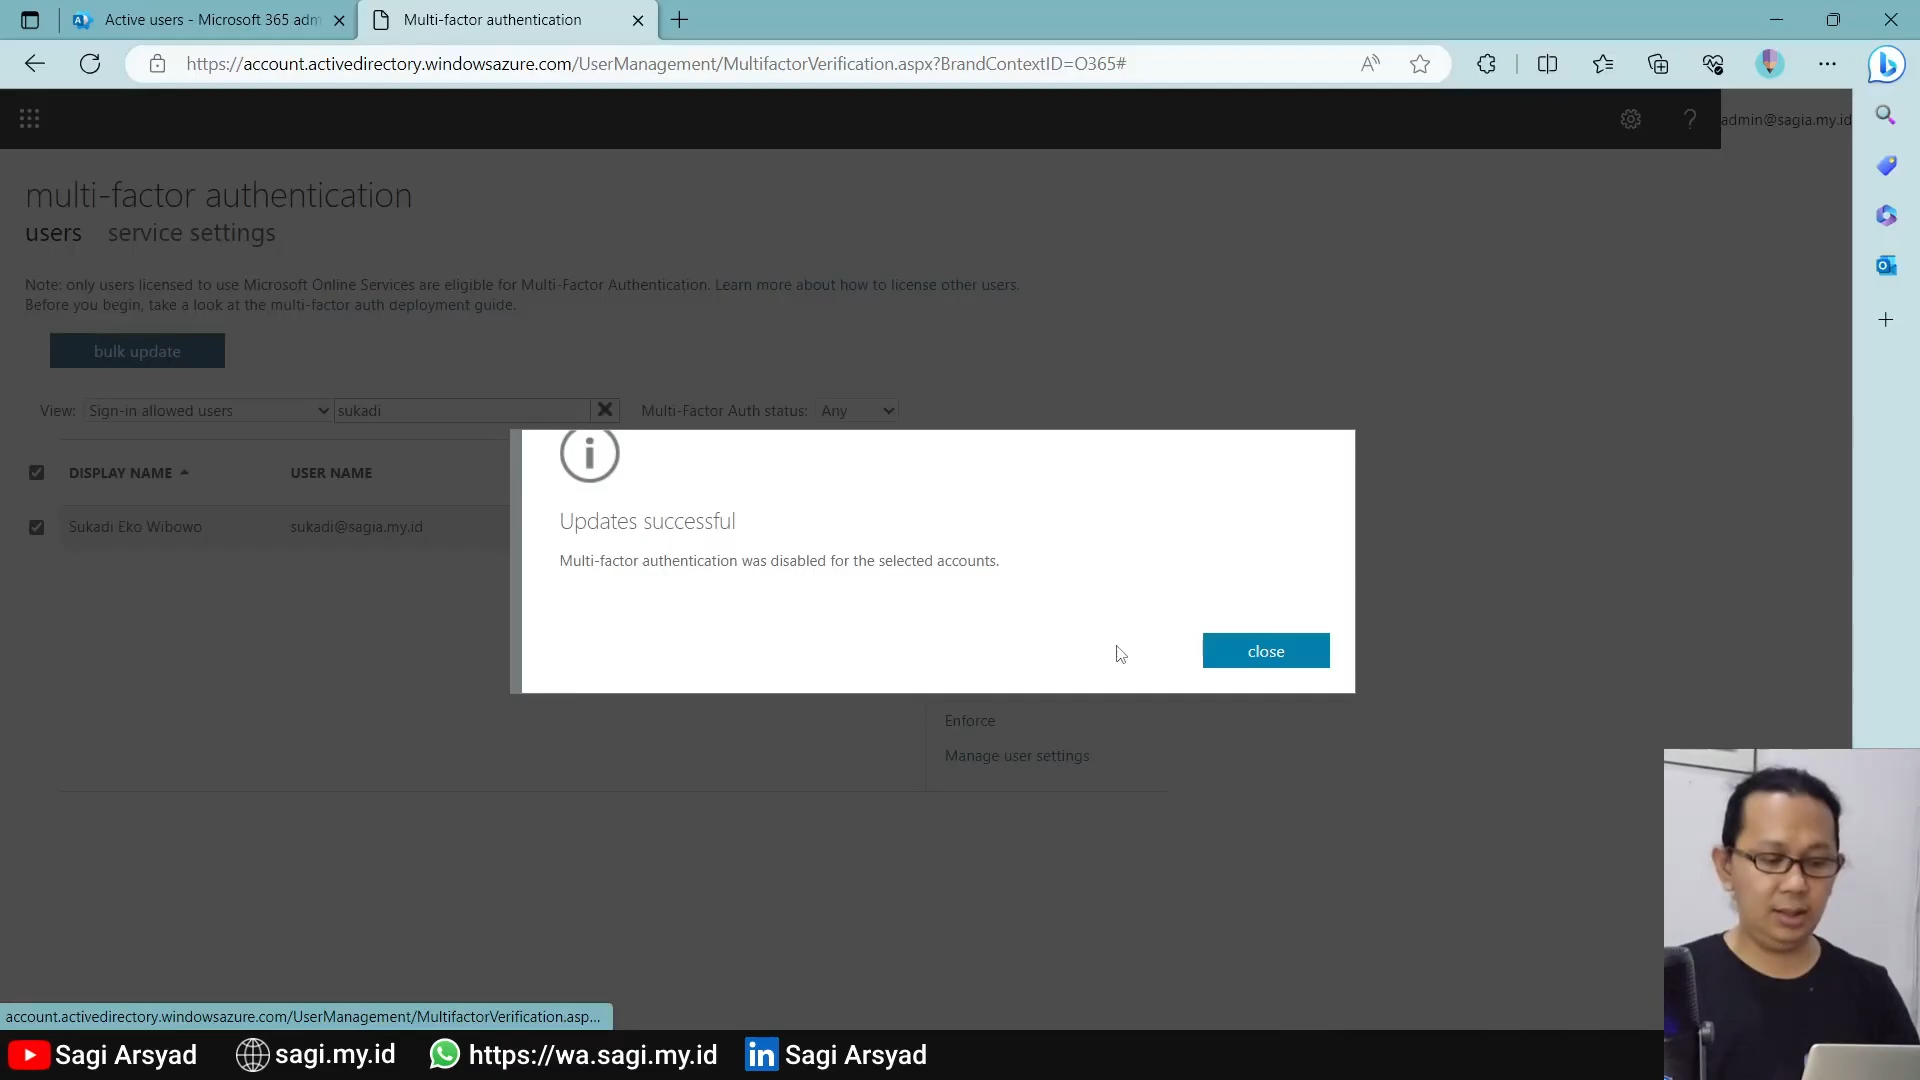 Active users - Microsoft 365 adm
Multi-factor authentication
https://account.activedirectory.windowsazure.com/UserManagement/MultifactorVerification.aspx?BrandContextID=O365#
admin@sagia.my.id
multi-factor authentication
users service settings
Note: only users licensed to use Microsoft Online Services are eligible for Multi-Factor Authentication. Learn more about how to license other users.
Before you begin, take a look at the multi-factor auth deployment guide.
bulk update
View: Sign-in allowed users sukadi Multi-Factor Auth status: Any
DISPLAY NAME USER NAME
Sukadi Eko Wibowo sukadi@sagia.my.id
Updates successful
Multi-factor authentication was disabled for the selected accounts.
close
Enforce
Manage user settings
account.activedirectory.windowsazure.com/UserManagement/MultifactorVerification.asp...
Sagi Arsyad sagi.my.id https://wa.sagi.my.id in Sagi Arsyad